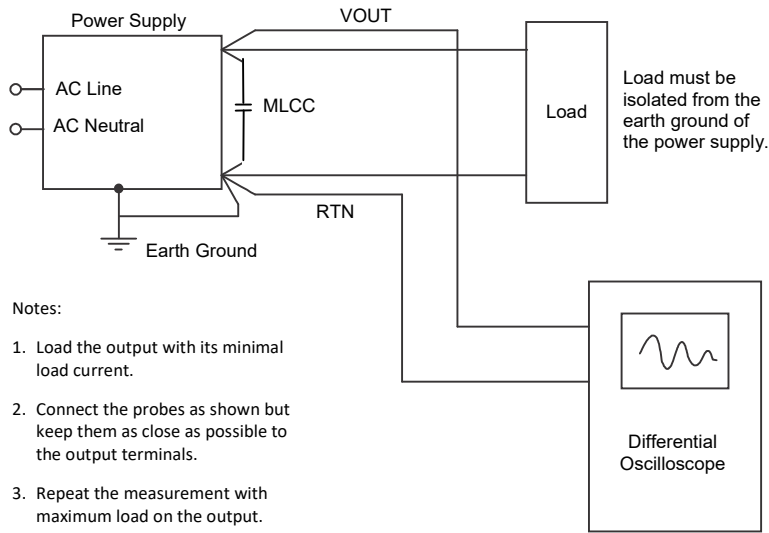 Power Supply
VOUT
AC Line
AC Neutral
MLCC
Load
Load must be
isolated from the
earth ground of
the power supply.
RTN
Earth Ground
Notes:
1. Load the output with its minimal
load current.
2. Connect the probes as shown but
keep them as close as possible to
the output terminals.
3. Repeat the measurement with
maximum load on the output.
Differential
Oscilloscope